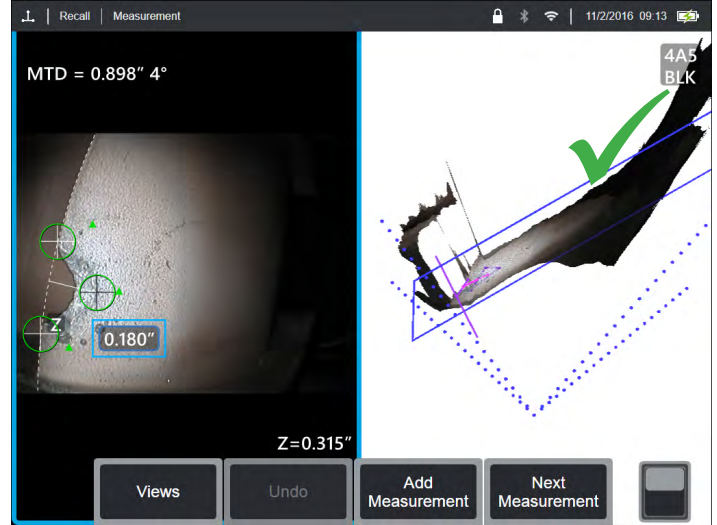 Recall
Measurement
11/2/2016 09:13
MTD = 0.898" 4°
4A5
BLK
Z
0.180"
Z=0.315"
Views
Undo
Add
Measurement
Next
Measurement